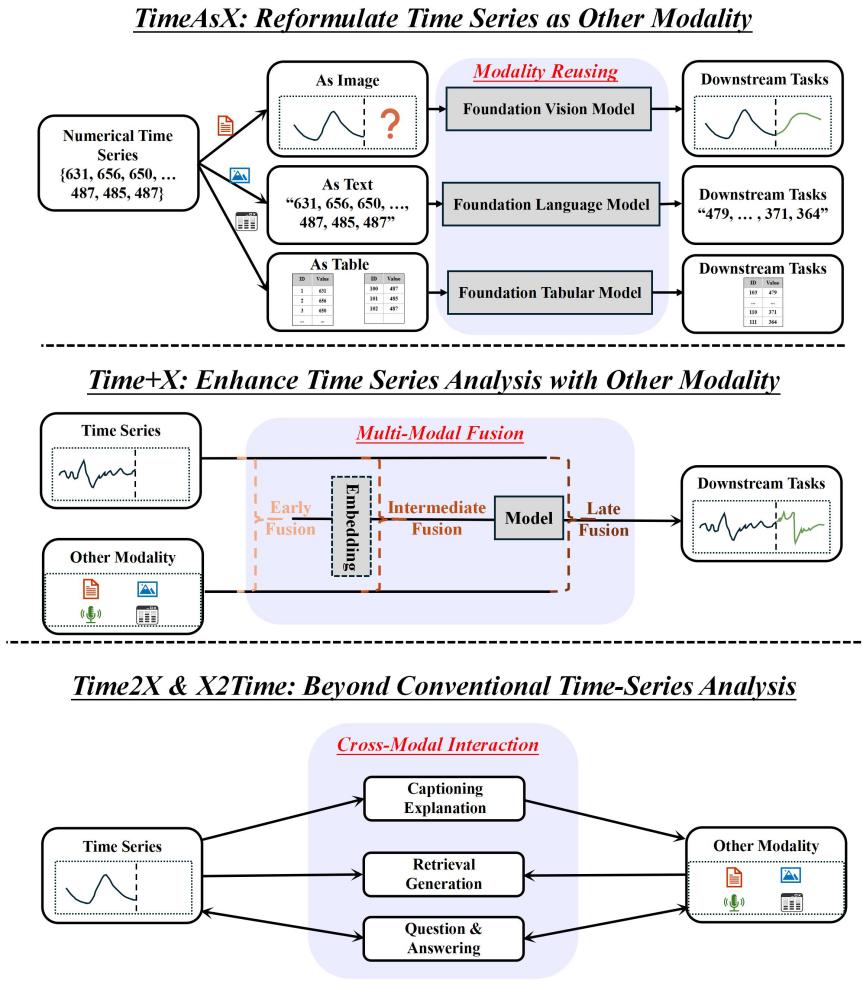 TimeAsX: Reformulate Time Series as Other Modality
Numerical Time
Series
{631, 656, 650, …
487, 485, 487}
As Image
?
Modality Reusing
Foundation Vision Model
Downstream Tasks
As Text
“631, 656, 650, …,
487, 485, 487”
Foundation Language Model
Downstream Tasks
“479, … , 371, 364”
As Table
ID Value
1 631
2 656
3 650
... ...
ID Value
100 487
101 485
102 487
Foundation Tabular Model
Downstream Tasks
ID Value
103 479
... ...
110 371
111 364
Time+X: Enhance Time Series Analysis with Other Modality
Time Series
Other Modality
Multi-Modal Fusion
Early
Fusion
Embedding
Intermediate
Fusion
Model
Late
Fusion
Downstream Tasks
Time2X & X2Time: Beyond Conventional Time-Series Analysis
Cross-Modal Interaction
Time Series
Captioning
Explanation
Retrieval
Generation
Question &
Answering
Other Modality